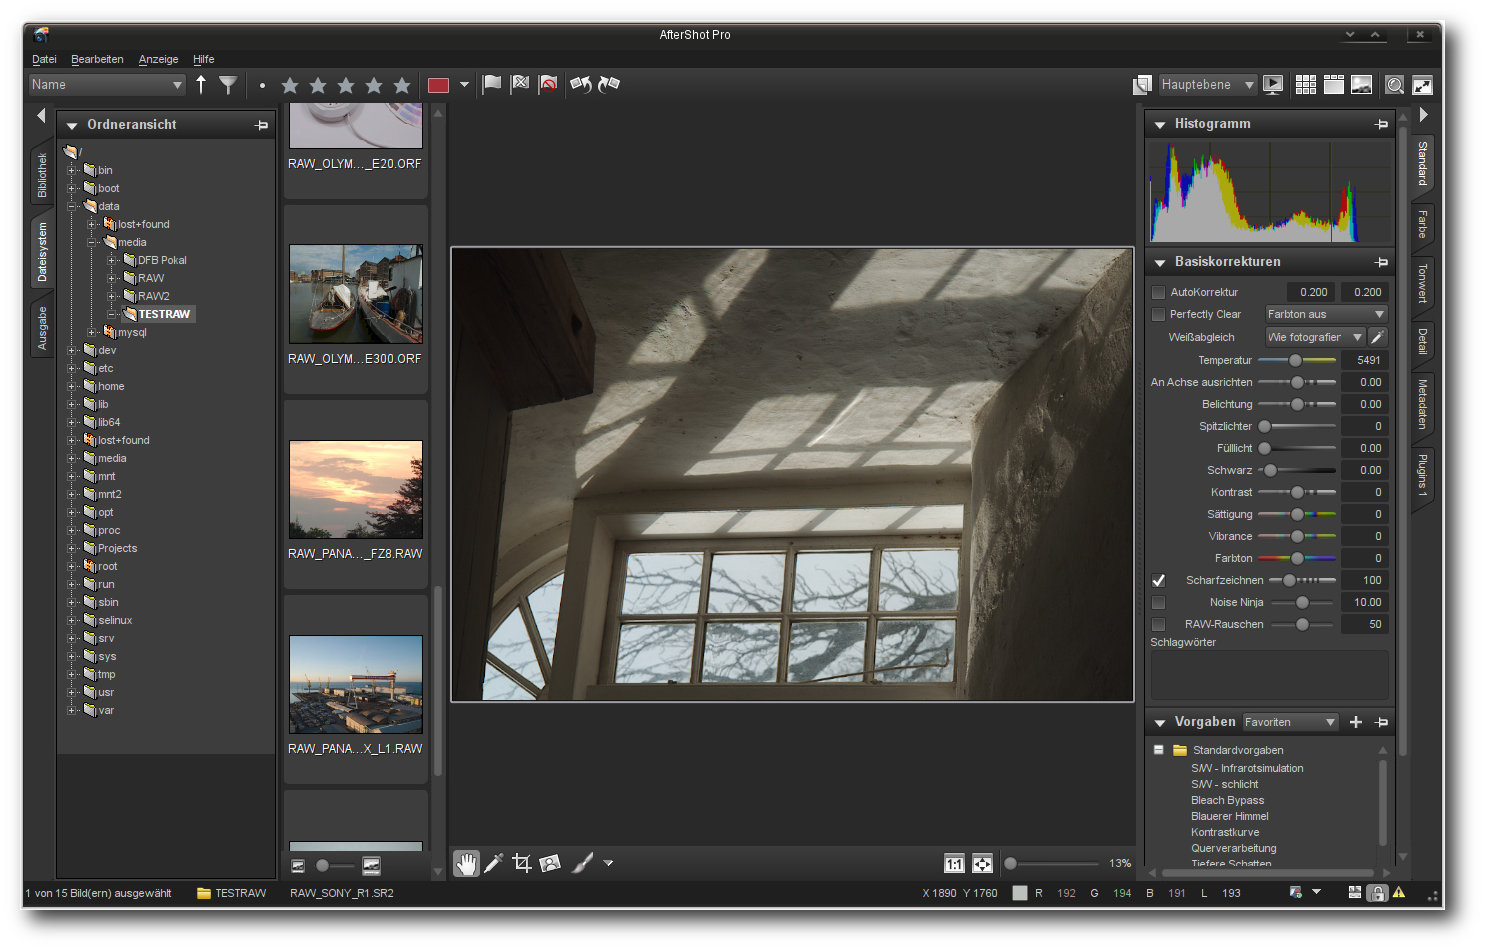 AfterShot Pro
Datei Bearbeiten Anzeige Hilfe
Name
Hauptebene
Bibliothek
Dateisystem
Ausgabe
Ordneransicht
/
bin
boot
data
lost+found
media
DFB Pokal
RAW
RAW2
TESTRAW
mysql
dev
etc
home
lib
lib64
lost+found
media
mnt
mnt2
opt
proc
Projects
root
run
sbin
selinux
srv
sys
tmp
usr
var
RAW_OLYM..._E20.ORF
RAW_OLYM...E300.ORF
RAW_PANA..._FZ8.RAW
RAW_PANA...X_L1.RAW
1:1
13%
Histogramm
Basiskorrekturen
AutoKorrektur 0.200 0.200
Perfectly Clear Farbton aus
Weißabgleich Wie fotografier
Temperatur 5491
An Achse ausrichten 0.00
Belichtung 0.00
Spitzlichter 0
Fülllicht 0.00
Schwarz 0.00
Kontrast 0
Sättigung 0
Vibrance 0
Farbton 0
Scharfzeichnen 100
Noise Ninja 10.00
RAW-Rauschen 50
Schlagwörter
Vorgaben Favoriten
Standardvorgaben
S/W - Infrarotsimulation
S/W - schlicht
Bleach Bypass
Blauerer Himmel
Kontrastkurve
Querverarbeitung
Tiefere Schatten
Standard
Farbe
Tonwert
Detail
Metadaten
Plugins 1
1 von 15 Bild(ern) ausgewählt TESTRAW RAW_SONY_R1.SR2 X 1890 Y 1760 R 192 G 194 B 191 L 193